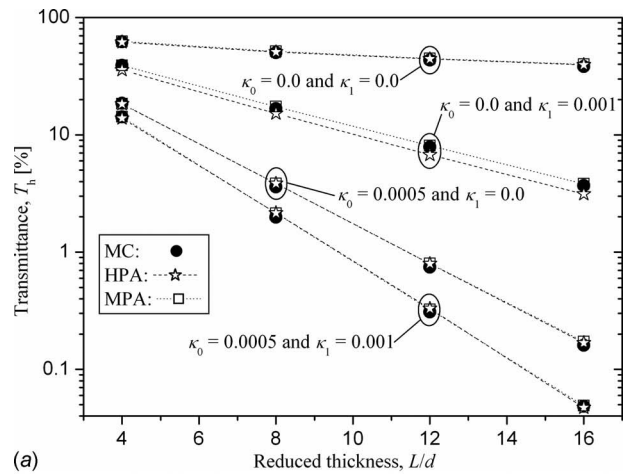 100
10
1
0.1
Transmittance, T_h [%]
κ₀ = 0.0 and κ₁ = 0.0
κ₀ = 0.0 and κ₁ = 0.001
κ₀ = 0.0005 and κ₁ = 0.0
MC:
HPA:
MPA:
κ₀ = 0.0005 and κ₁ = 0.001
4 6 8 10 12 14 16
(a) Reduced thickness, L/d